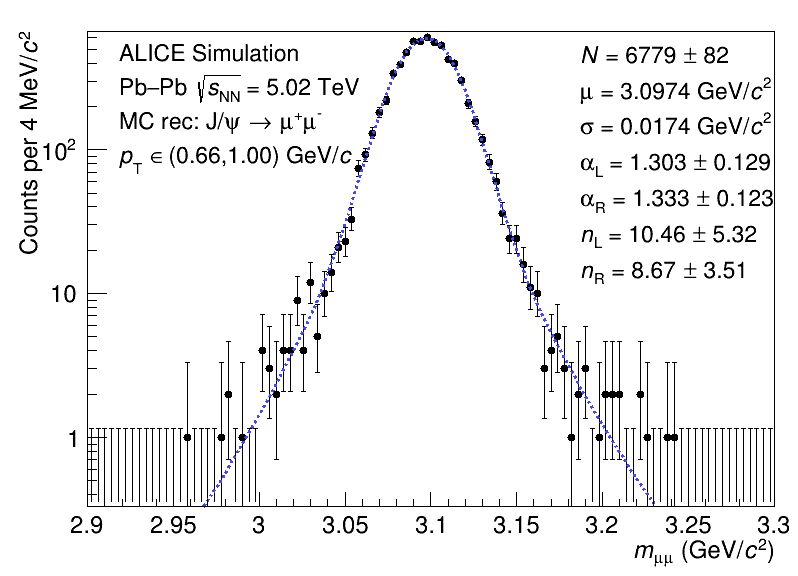 Counts per 4 MeV/c²
ALICE Simulation
Pb–Pb √sNN = 5.02 TeV
MC rec: J/ψ → μ⁺μ⁻
pT ∈ (0.66,1.00) GeV/c
N = 6779 ± 82
μ = 3.0974 GeV/c²
σ = 0.0174 GeV/c²
αL = 1.303 ± 0.129
αR = 1.333 ± 0.123
nL = 10.46 ± 5.32
nR = 8.67 ± 3.51
10²
10
1
2.9 2.95 3 3.05 3.1 3.15 3.2 3.25 3.3
mμμ (GeV/c²)